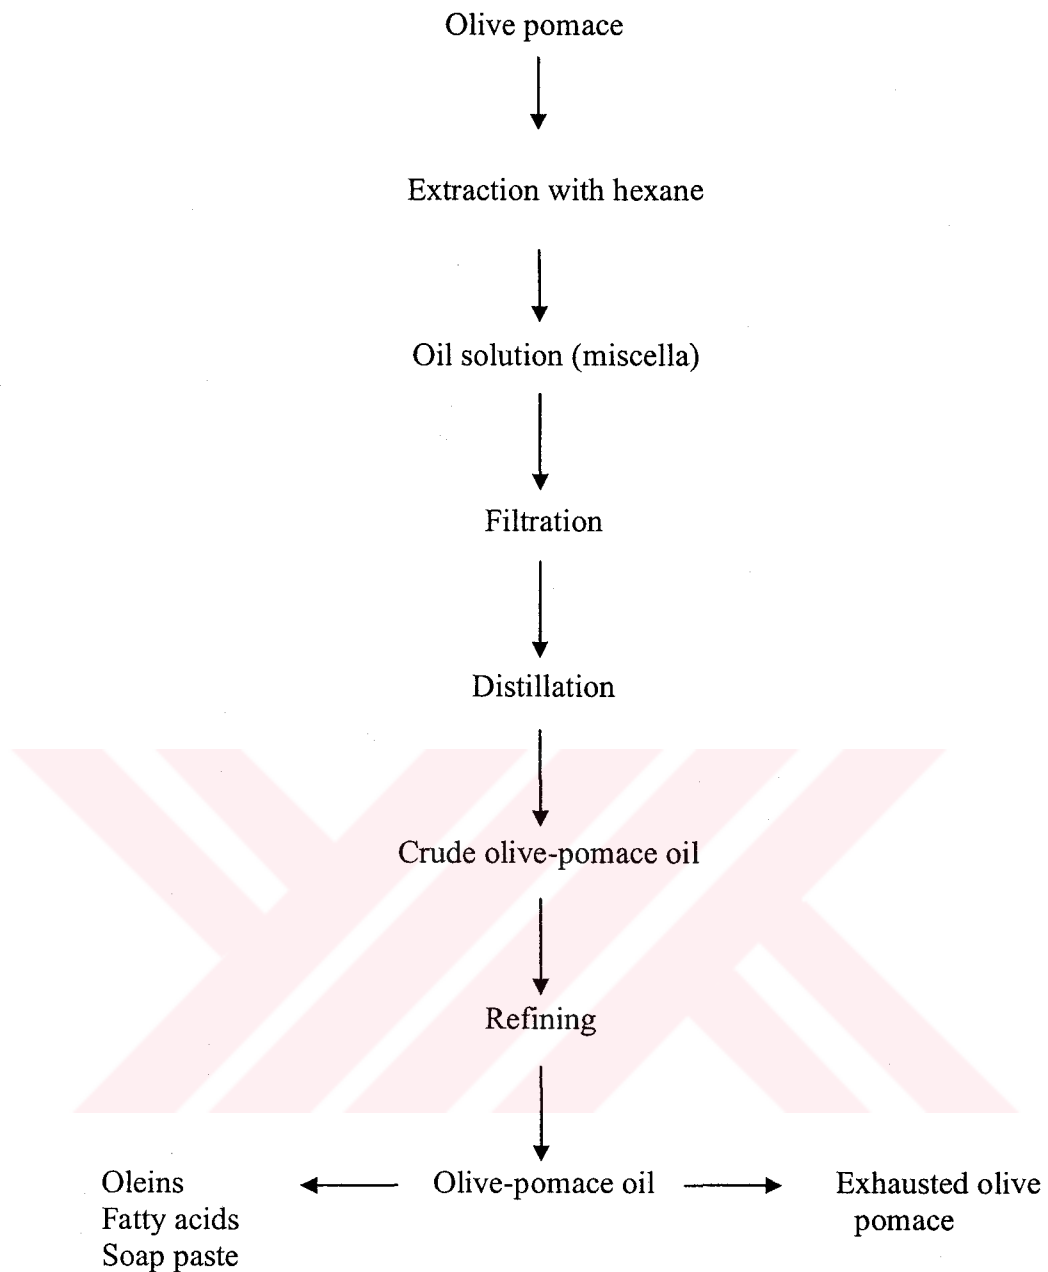 Olive pomace
Extraction with hexane
Oil solution (miscella)
Filtration
Distillation
Crude olive-pomace oil
Refining
Oleins
Fatty acids
Soap paste
Olive-pomace oil
Exhausted olive
pomace